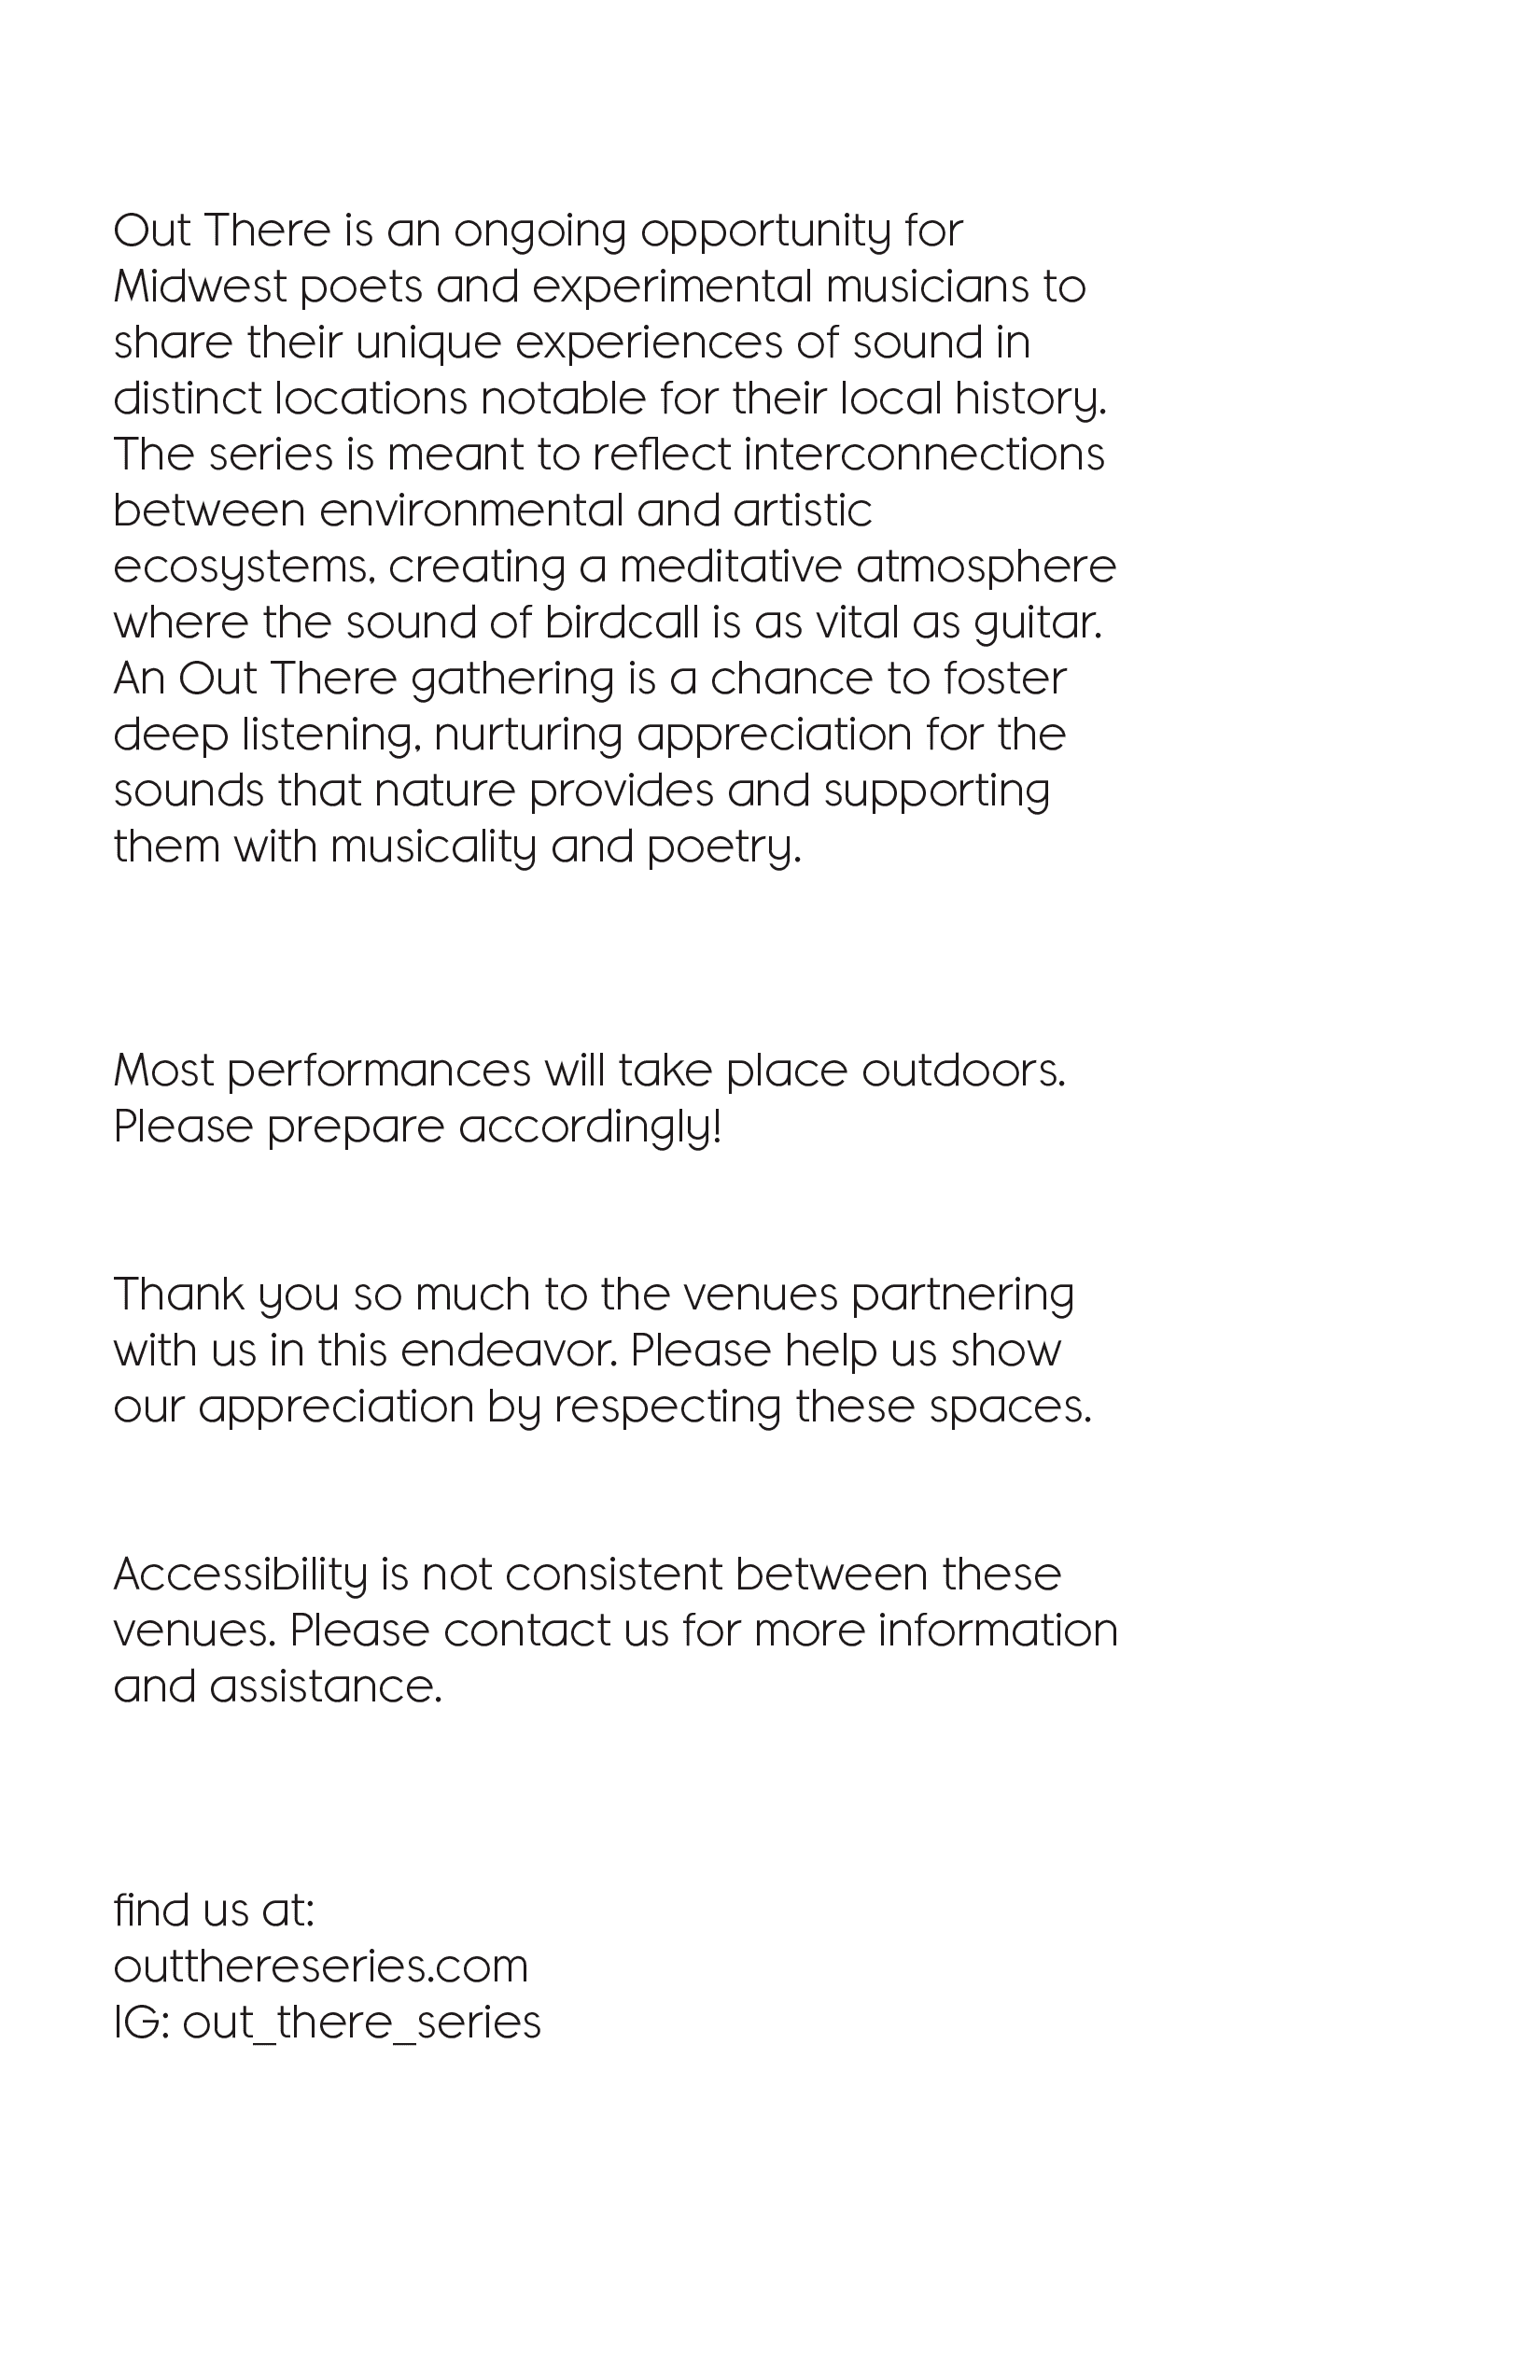 Out There is an ongoing opportunity for
Midwest poets and experimental musicians to
share their unique experiences of sound in
distinct locations notable for their local history.
The series is meant to reflect interconnections
between environmental and artistic
ecosystems, creating a meditative atmosphere
where the sound of birdcall is as vital as guitar.
An Out There gathering is a chance to foster
deep listening, nurturing appreciation for the
sounds that nature provides and supporting
them with musicality and poetry.
Most performances will take place outdoors.
Please prepare accordingly!
Thank you so much to the venues partnering
with us in this endeavor. Please help us show
our appreciation by respecting these spaces.
Accessibility is not consistent between these
venues. Please contact us for more information
and assistance.
find us at:
outthereseries.com
IG: out_there_series